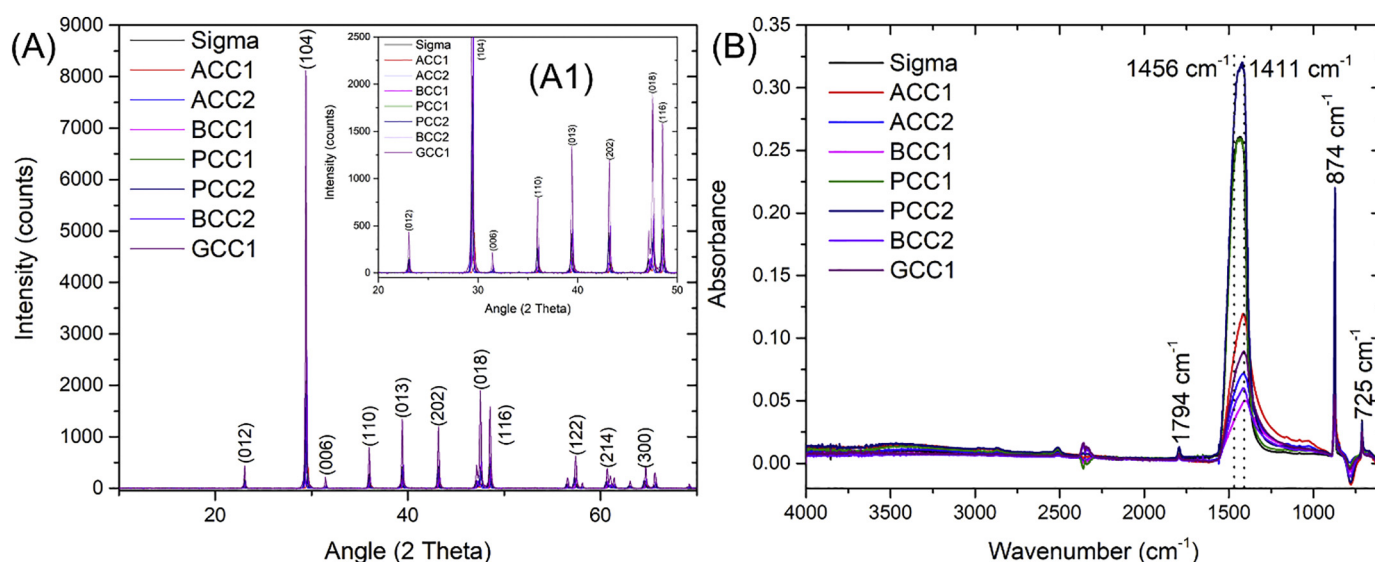 (A)
Intensity (counts)
9000
8000
7000
6000
5000
4000
3000
2000
1000
0
Sigma
ACC1
ACC2
BCC1
PCC1
PCC2
BCC2
GCC1
(012)
(104)
(006)
(110)
(013)
(202)
(018)
(116)
(122)
(214)
(300)
20
40
60
Angle (2 Theta)
(A1)
Intensity (counts)
2500
2000
1500
1000
500
0
Sigma
ACC1
ACC2
BCC1
PCC1
PCC2
BCC2
GCC1
(012)
(104)
(006)
(110)
(013)
(202)
(018)
(116)
20
30
40
50
Angle (2 Theta)
(B)
Absorbance
0.35
0.30
0.25
0.20
0.15
0.10
0.05
0.00
Sigma
ACC1
ACC2
BCC1
PCC1
PCC2
BCC2
GCC1
1456 cm⁻¹
1411 cm⁻¹
1794 cm⁻¹
874 cm⁻¹
725 cm⁻¹
4000
3500
3000
2500
2000
1500
1000
Wavenumber (cm⁻¹)